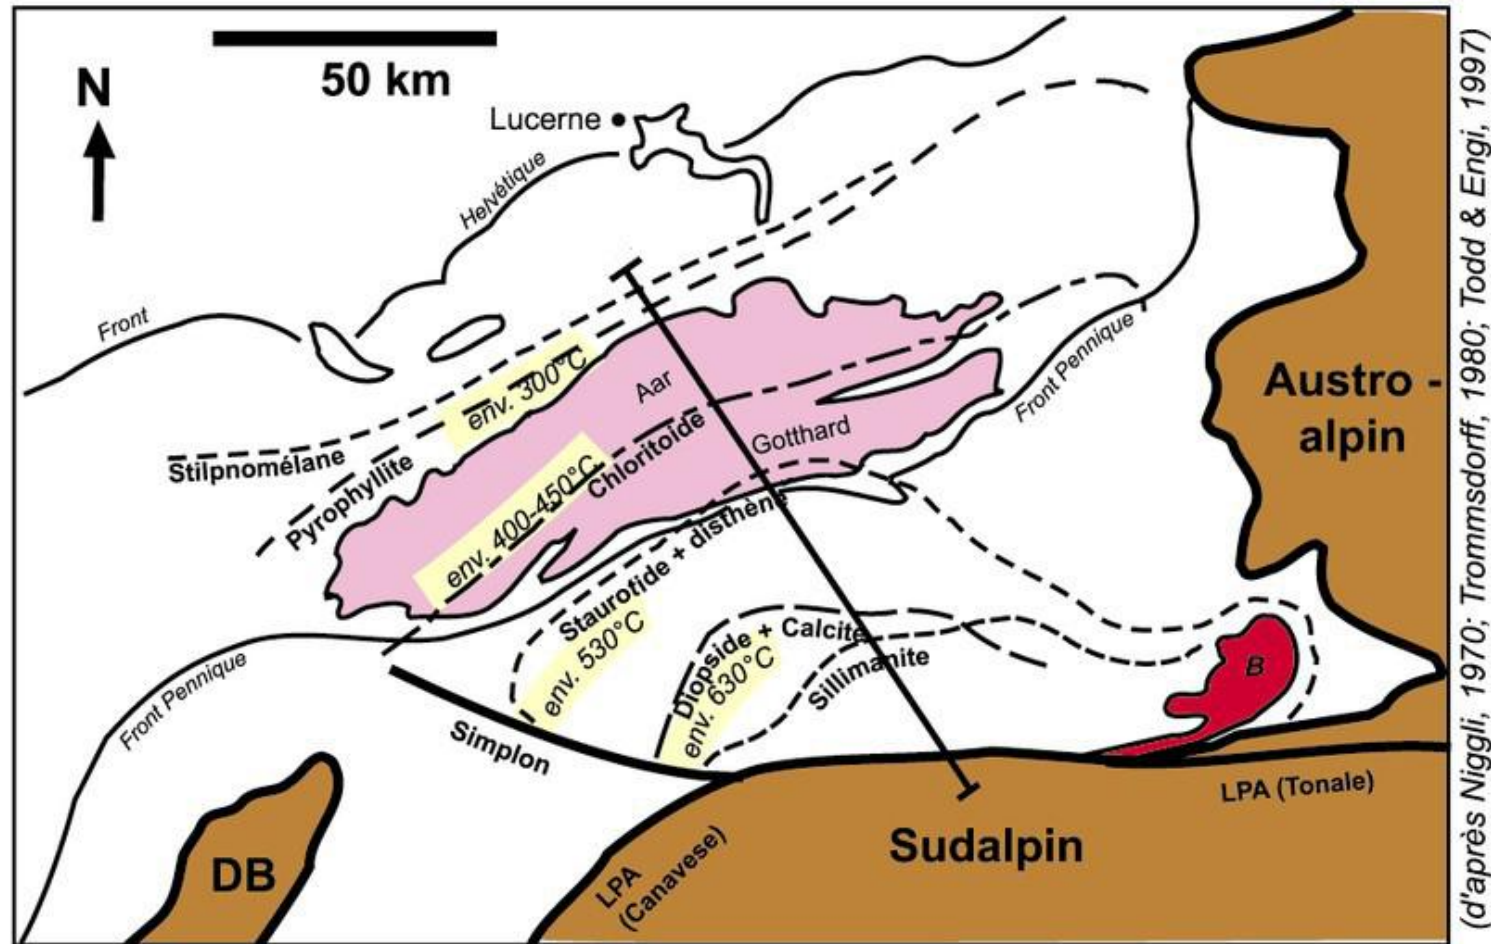 50 km
N
Lucerne
Helvétique
Front
env. 300°C
Aar
Stilpnomélane
Pyrophyllite
Chloritoïde
Gotthard
Front Pennique
env. 400-450°C
Austro -
alpin
Staurotide + disthène
env. 530°C
Diopside + Calcite
env. 630°C
Sillimanite
B
Front Pennique
Simplon
LPA (Tonale)
Sudalpin
DB
LPA
(Canavese)
(d'après Niggli, 1970; Trommsdorff, 1980; Todd & Engi, 1997)